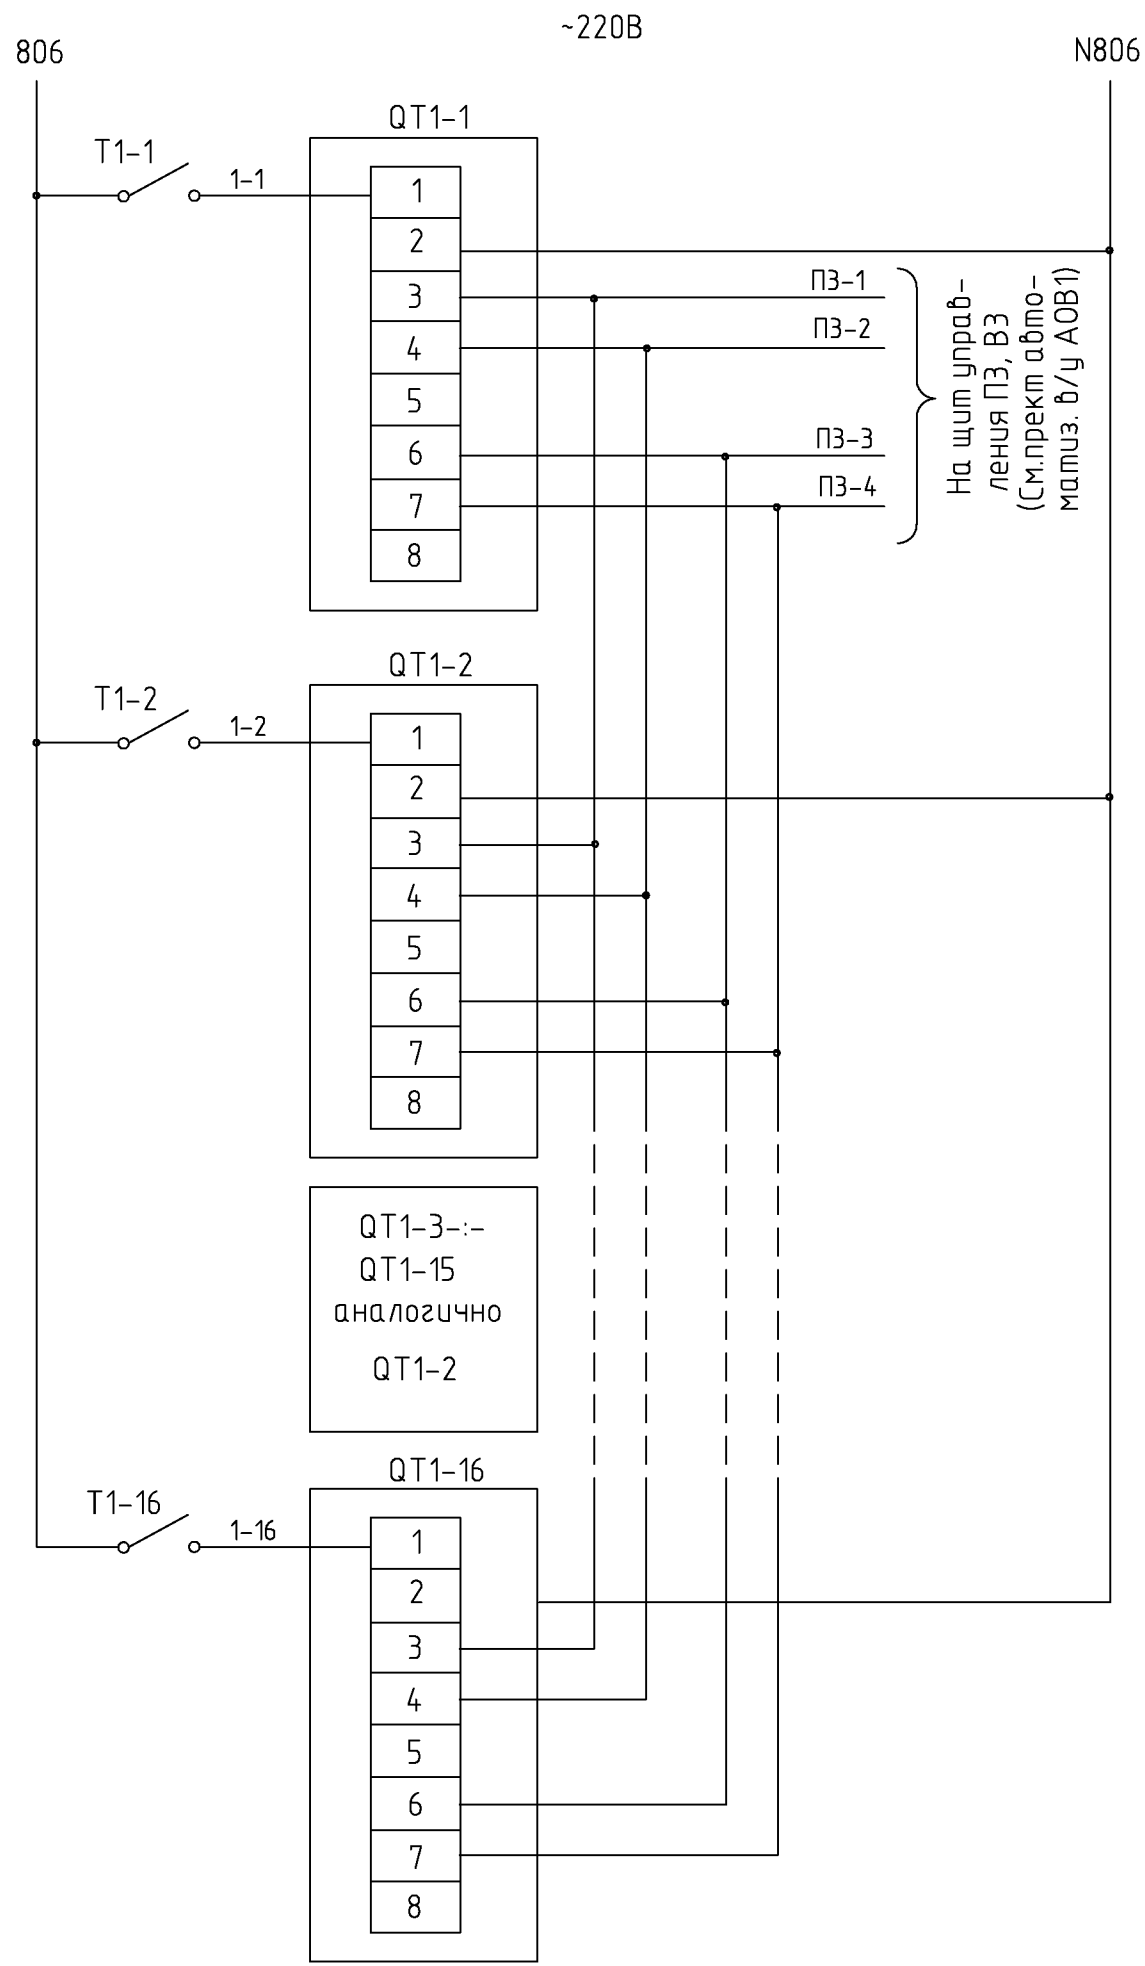 ~220В
806
N806
QT1-1
T1-1
1-1
1
2
3
4
5
6
7
8
ПЗ-1
ПЗ-2
ПЗ-3
ПЗ-4
На щит управ-
ления ПЗ, ВЗ
(См.прект авто-
матиз. в/у АОВ1)
QT1-2
T1-2
1-2
1
2
3
4
5
6
7
8
QT1-3-:-
QT1-15
аналогично
QT1-2
QT1-16
T1-16
1-16
1
2
3
4
5
6
7
8